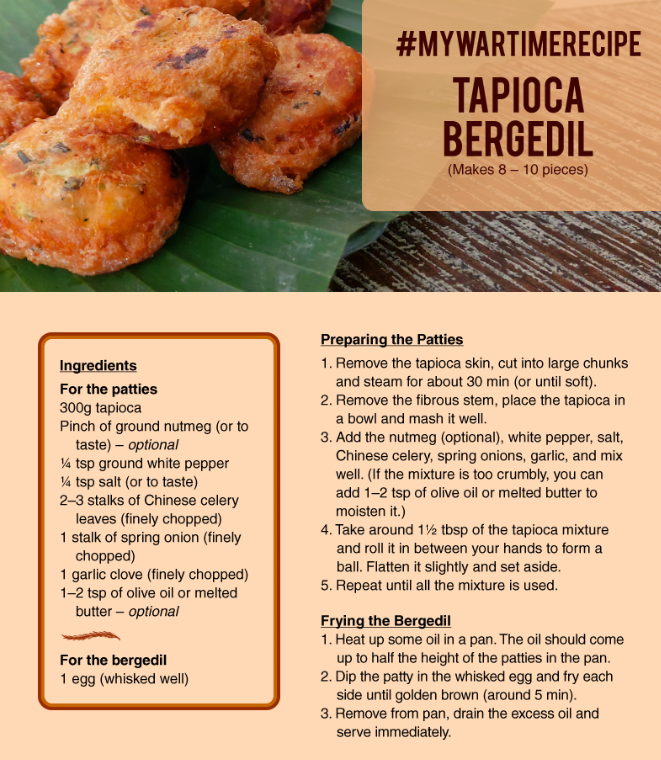 #MYWARTIMERECIPE
TAPIOCA
BERGEDIL
(Makes 8 – 10 pieces)
Ingredients
For the patties
300g tapioca
Pinch of ground nutmeg (or to
taste) – optional
¼ tsp ground white pepper
¼ tsp salt (or to taste)
2–3 stalks of Chinese celery
leaves (finely chopped)
1 stalk of spring onion (finely
chopped)
1 garlic clove (finely chopped)
1–2 tsp of olive oil or melted
butter – optional
For the bergedil
1 egg (whisked well)
Preparing the Patties
1. Remove the tapioca skin, cut into large chunks
and steam for about 30 min (or until soft).
2. Remove the fibrous stem, place the tapioca in
a bowl and mash it well.
3. Add the nutmeg (optional), white pepper, salt,
Chinese celery, spring onions, garlic, and mix
well. (If the mixture is too crumbly, you can
add 1–2 tsp of olive oil or melted butter to
moisten it.)
4. Take around 1½ tbsp of the tapioca mixture
and roll it in between your hands to form a
ball. Flatten it slightly and set aside.
5. Repeat until all the mixture is used.
Frying the Bergedil
1. Heat up some oil in a pan. The oil should come
up to half the height of the patties in the pan.
2. Dip the patty in the whisked egg and fry each
side until golden brown (around 5 min).
3. Remove from pan, drain the excess oil and
serve immediately.